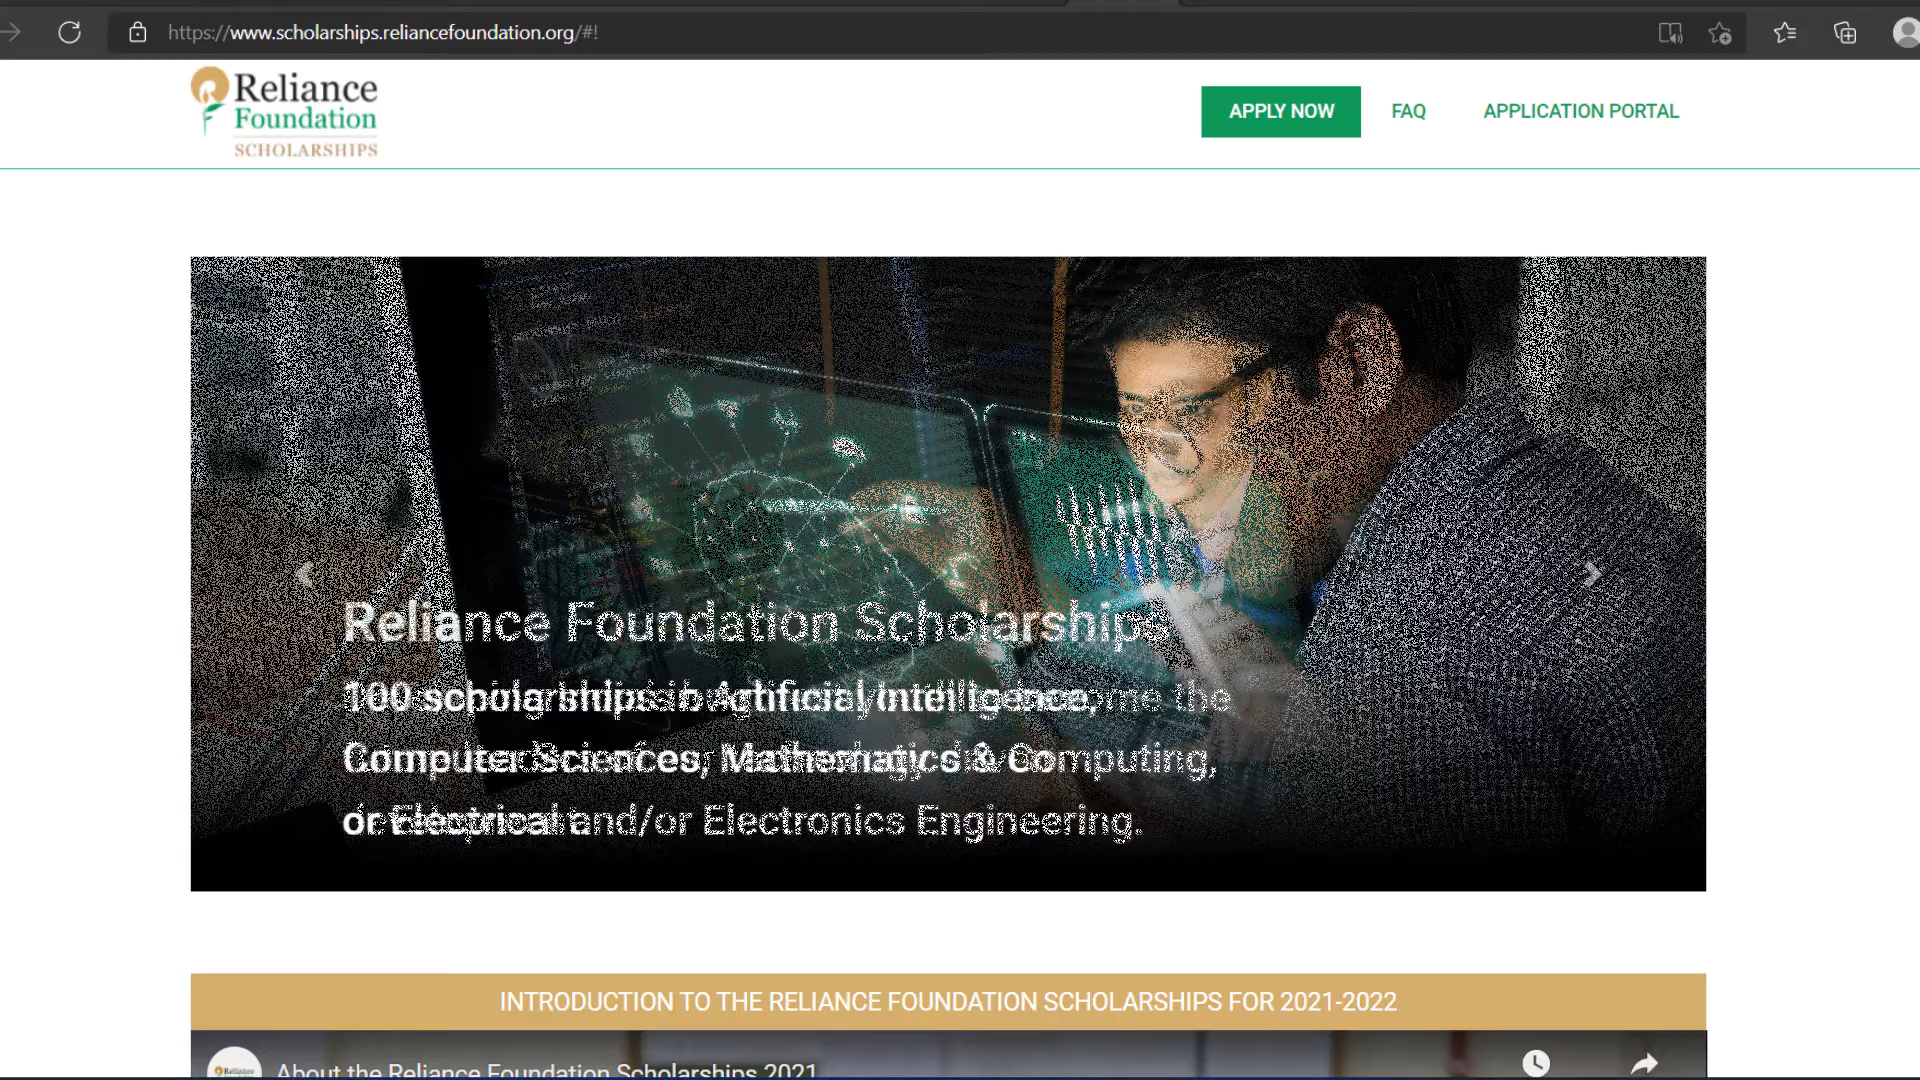 https://www.scholarships.reliancefoundation.org/#!
Reliance
Foundation
SCHOLARSHIPS
APPLY NOW
FAQ
APPLICATION PORTAL
Reliance Foundation Scholarships
100 scholarships in Artificial Intelligence,
Computer Sciences, Mathematics & Computing,
or Electrical and/or Electronics Engineering.
INTRODUCTION TO THE RELIANCE FOUNDATION SCHOLARSHIPS FOR 2021-2022
About the Reliance Foundation Scholarships 2021